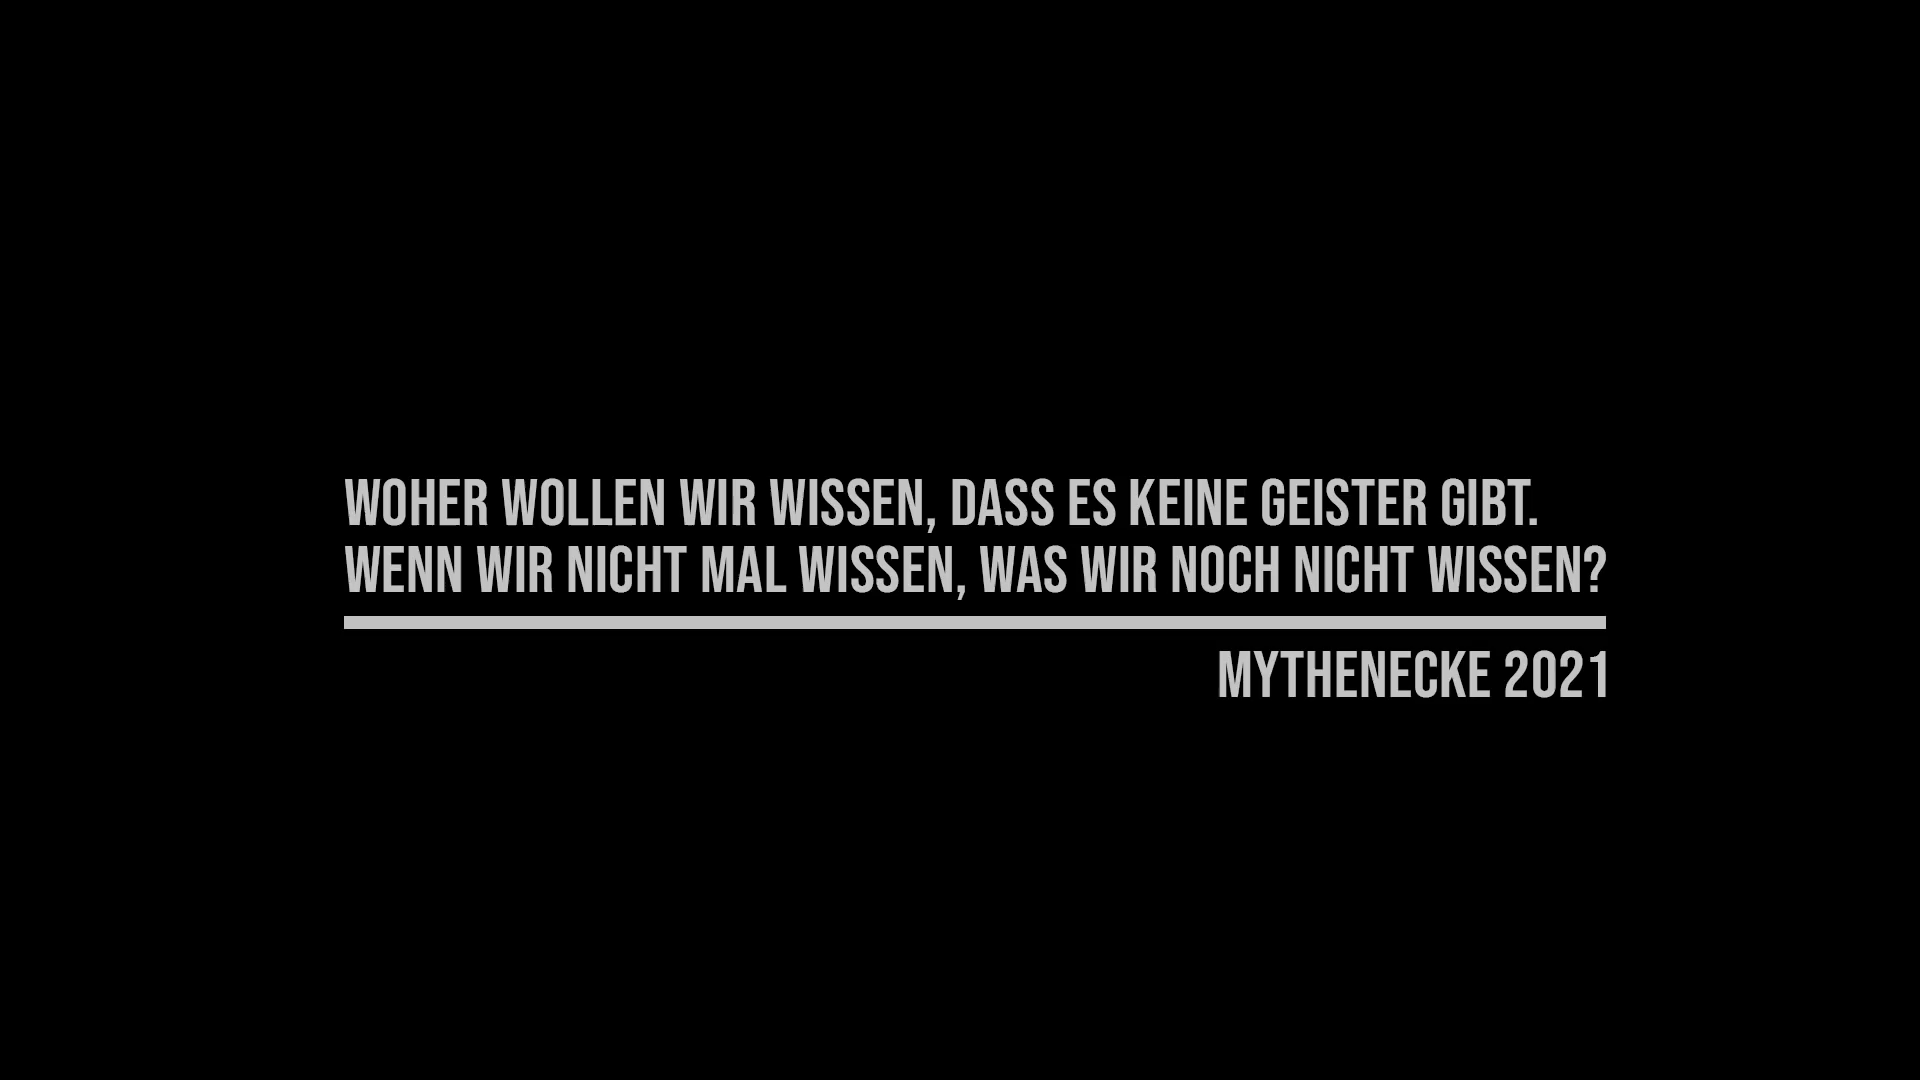 WOHER WOLLEN WIR WISSEN, DASS ES KEINE GEISTER GIBT.
WENN WIR NICHT MAL WISSEN, WAS WIR NOCH NICHT WISSEN?
MYTHENECKE 2021